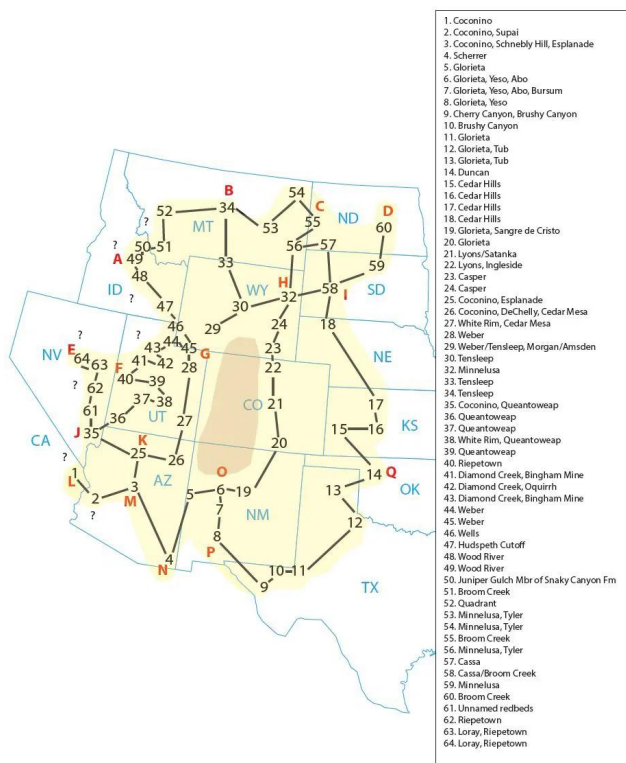 1. Coconino
2. Coconino, Supai
3. Coconino, Schnebly Hill, Esplanade
4. Scherrer
5. Glorieta
6. Glorieta, Yeso, Abo
7. Glorieta, Yeso, Abo, Bursum
8. Glorieta, Yeso
9. Cherry Canyon, Brushy Canyon
10. Brushy Canyon
11. Glorieta
12. Glorieta, Tub
13. Glorieta, Tub
14. Duncan
15. Cedar Hills
16. Cedar Hills
17. Cedar Hills
18. Cedar Hills
19. Glorieta, Sangre de Cristo
20. Glorieta
21. Lyons/Satanka
22. Lyons, Ingleside
23. Casper
24. Casper
25. Coconino, Esplanade
26. Coconino, DeChelly, Cedar Mesa
27. White Rim, Cedar Mesa
28. Weber
29. Weber/Tensleep, Morgan/Amsden
30. Tensleep
32. Minnelusa
33. Tensleep
34. Tensleep
35. Coconino, Queantoweap
36. Queantoweap
37. Queantoweap
38. White Rim, Queantoweap
39. Queantoweap
40. Riepetown
41. Diamond Creek, Bingham Mine
42. Diamond Creek, Oquirrh
43. Diamond Creek, Bingham Mine
44. Weber
45. Weber
46. Wells
47. Hudspeth Cutoff
48. Wood River
49. Wood River
50. Juniper Gulch Mbr of Snaky Canyon Fm
51. Broom Creek
52. Quadrant
53. Minnelusa, Tyler
54. Minnelusa, Tyler
55. Broom Creek
56. Minnelusa, Tyler
57. Cassa
58. Cassa/Broom Creek
59. Minnelusa
60. Broom Creek
61. Unnamed redbeds
62. Riepetown
63. Loray, Riepetown
64. Loray, Riepetown
B
54
52
34
C
D
?
MT
53
55
ND
60
?
50
51
56
57
A
49
33
59
48
WY
H
ID
?
32
58
I
SD
47
30
?
?
46
29
24
18
NV
E
43
44
45
G
23
64
63
F
41
42
28
22
NE
?
62
40
39
CO
21
17
61
37
38
36
UT
27
15
16
KS
CA
J
35
K
20
?
25
26
14
Q
1
AZ
O
OK
L
3
5
6
19
13
2
M
7
NM
?
8
12
P
4
N
10
11
9
TX